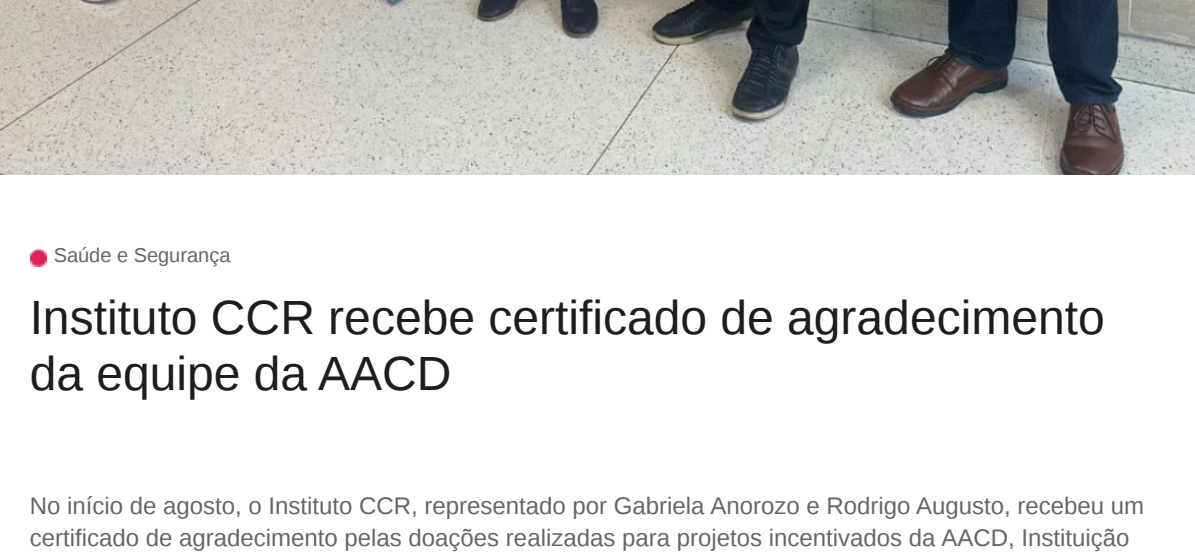 Saúde e Segurança
Instituto CCR recebe certificado de agradecimento
da equipe da AACD
No início de agosto, o Instituto CCR, representado por Gabriela Anorozo e Rodrigo Augusto, recebeu um
certificado de agradecimento pelas doações realizadas para projetos incentivados da AACD, Instituição